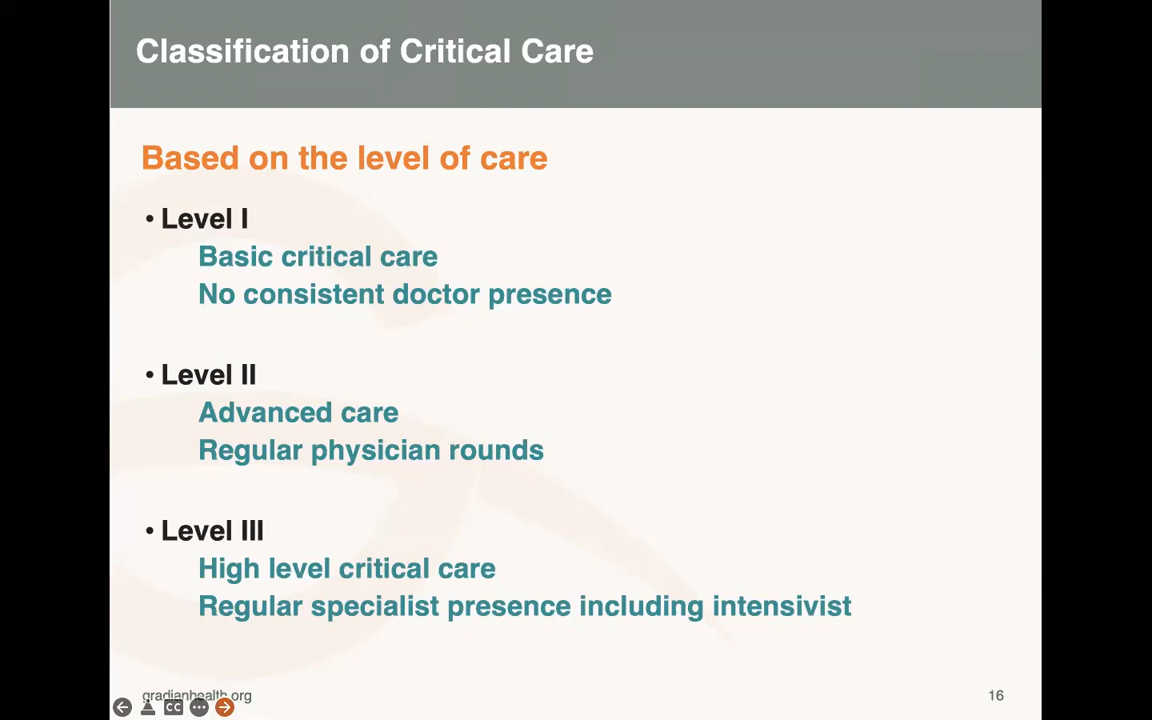 Classification of Critical Care
Based on the level of care
• Level I
Basic critical care
No consistent doctor presence
• Level II
Advanced care
Regular physician rounds
• Level III
High level critical care
Regular specialist presence including intensivist
gradianhealth.org
16
CC